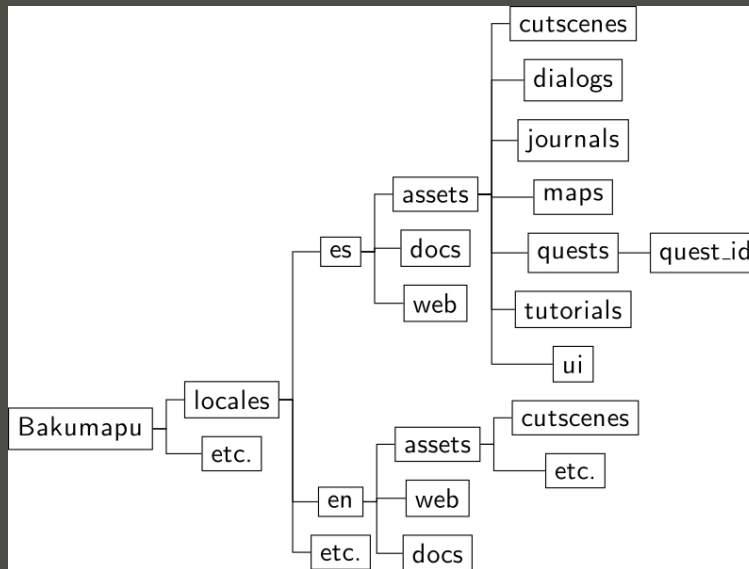 cutscenes
dialogs
journals
maps
quests
quest_id
tutorials
ui
assets
es
docs
web
locales
Bakumapu
etc.
cutscenes
assets
etc.
en
web
etc.
docs